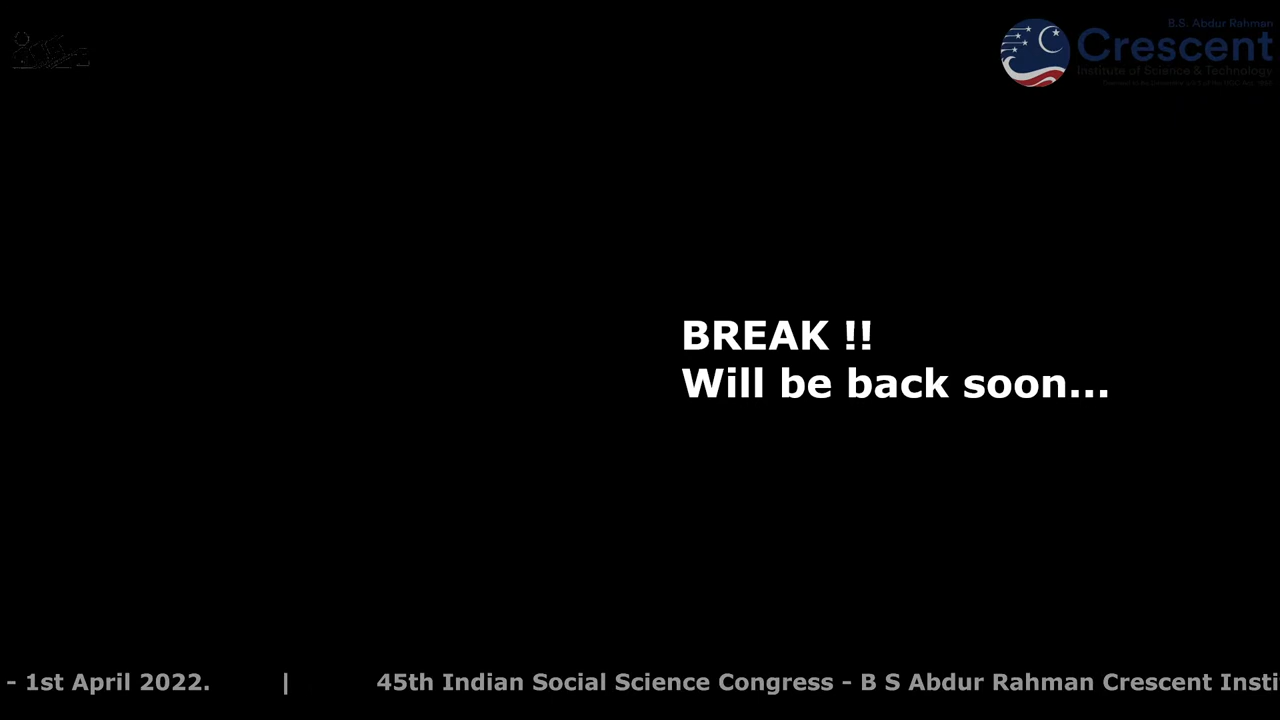 B.S. Abdur Rahman
Crescent
Institute of Science & Technology
BREAK !!
Will be back soon...
- 1st April 2022. | 45th Indian Social Science Congress - B S Abdur Rahman Crescent Insti